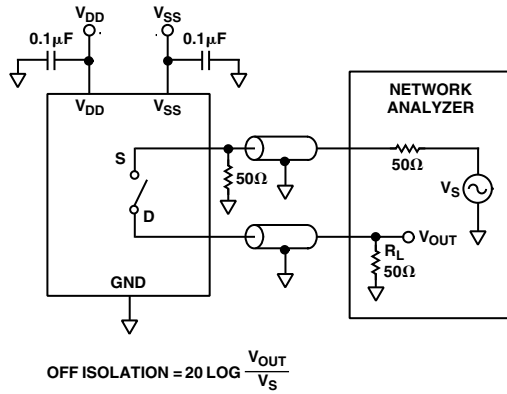 VDD
VSS
0.1µF
0.1µF
VDD
VSS
NETWORK
ANALYZER
S
50Ω
50Ω
VS
D
VOUT
RL
50Ω
GND
OFF ISOLATION = 20 LOG VOUT
VS